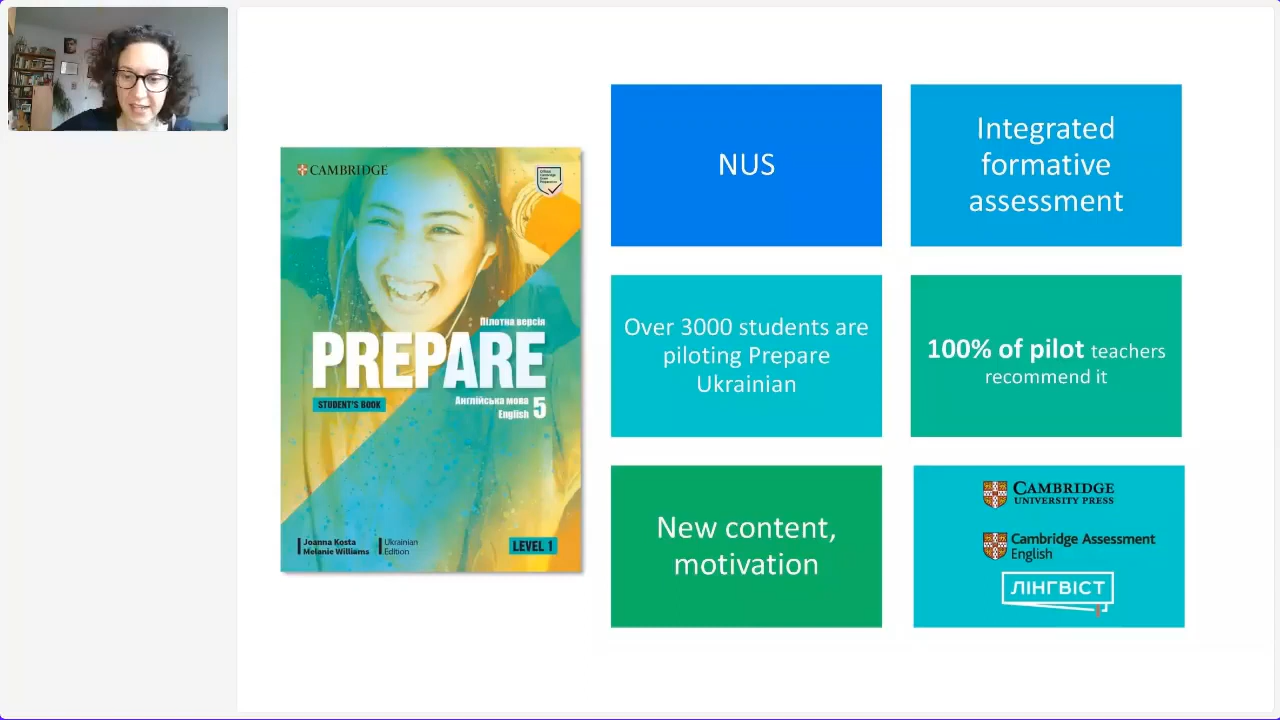 CAMBRIDGE
Пілотна версія
PREPARE
STUDENT'S BOOK
Англійська мова
English 5
Joanna Kosta
Melanie Williams
Ukrainian
Edition
LEVEL 1
NUS
Integrated
formative
assessment
Over 3000 students are
piloting Prepare
Ukrainian
100% of pilot teachers
recommend it
New content,
motivation
CAMBRIDGE
UNIVERSITY PRESS
Cambridge Assessment
English
ЛІНГВІСТ